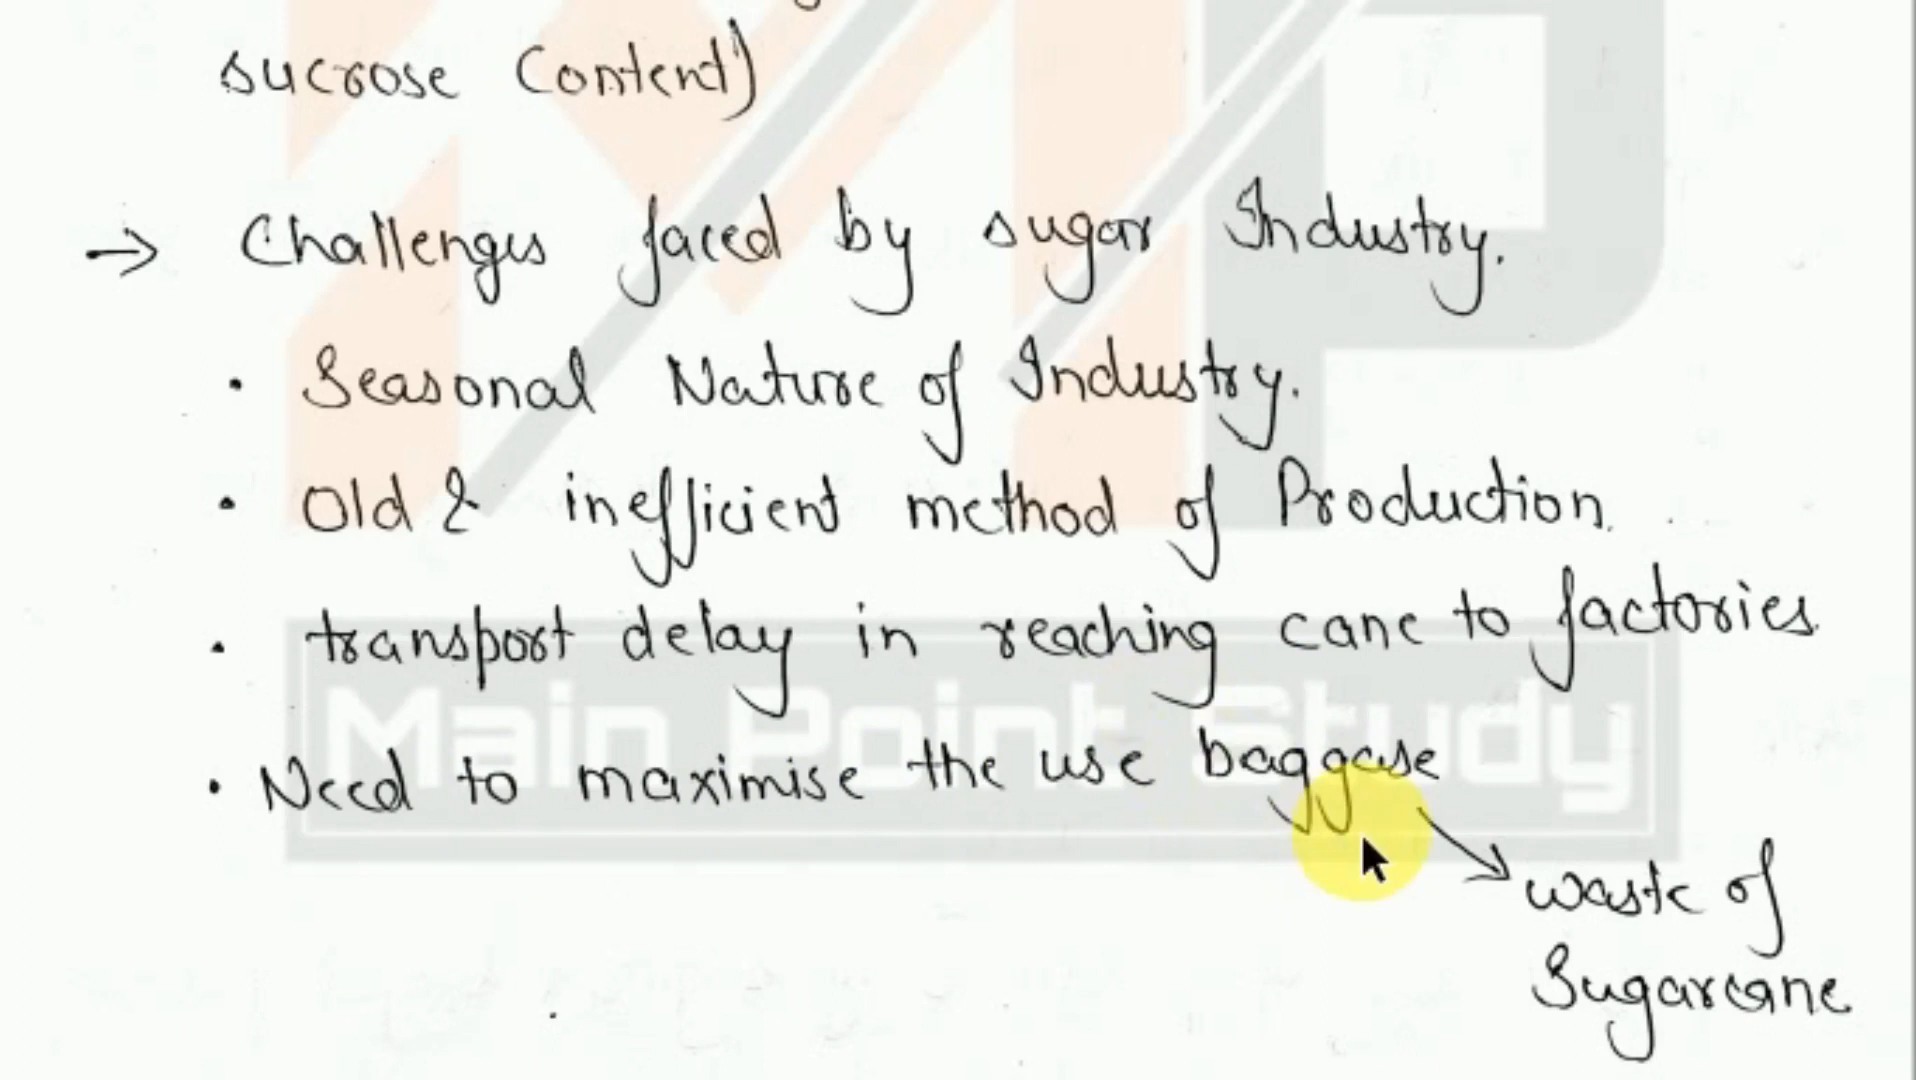 sucrose Content)
→ Challenges faced by sugar Industry.
• Seasonal Nature of Industry.
• Old & inefficient method of Production.
• transport delay in reaching cane to factories.
• Need to maximise the use baggase
→ waste of
Sugarcane
Main Point Study